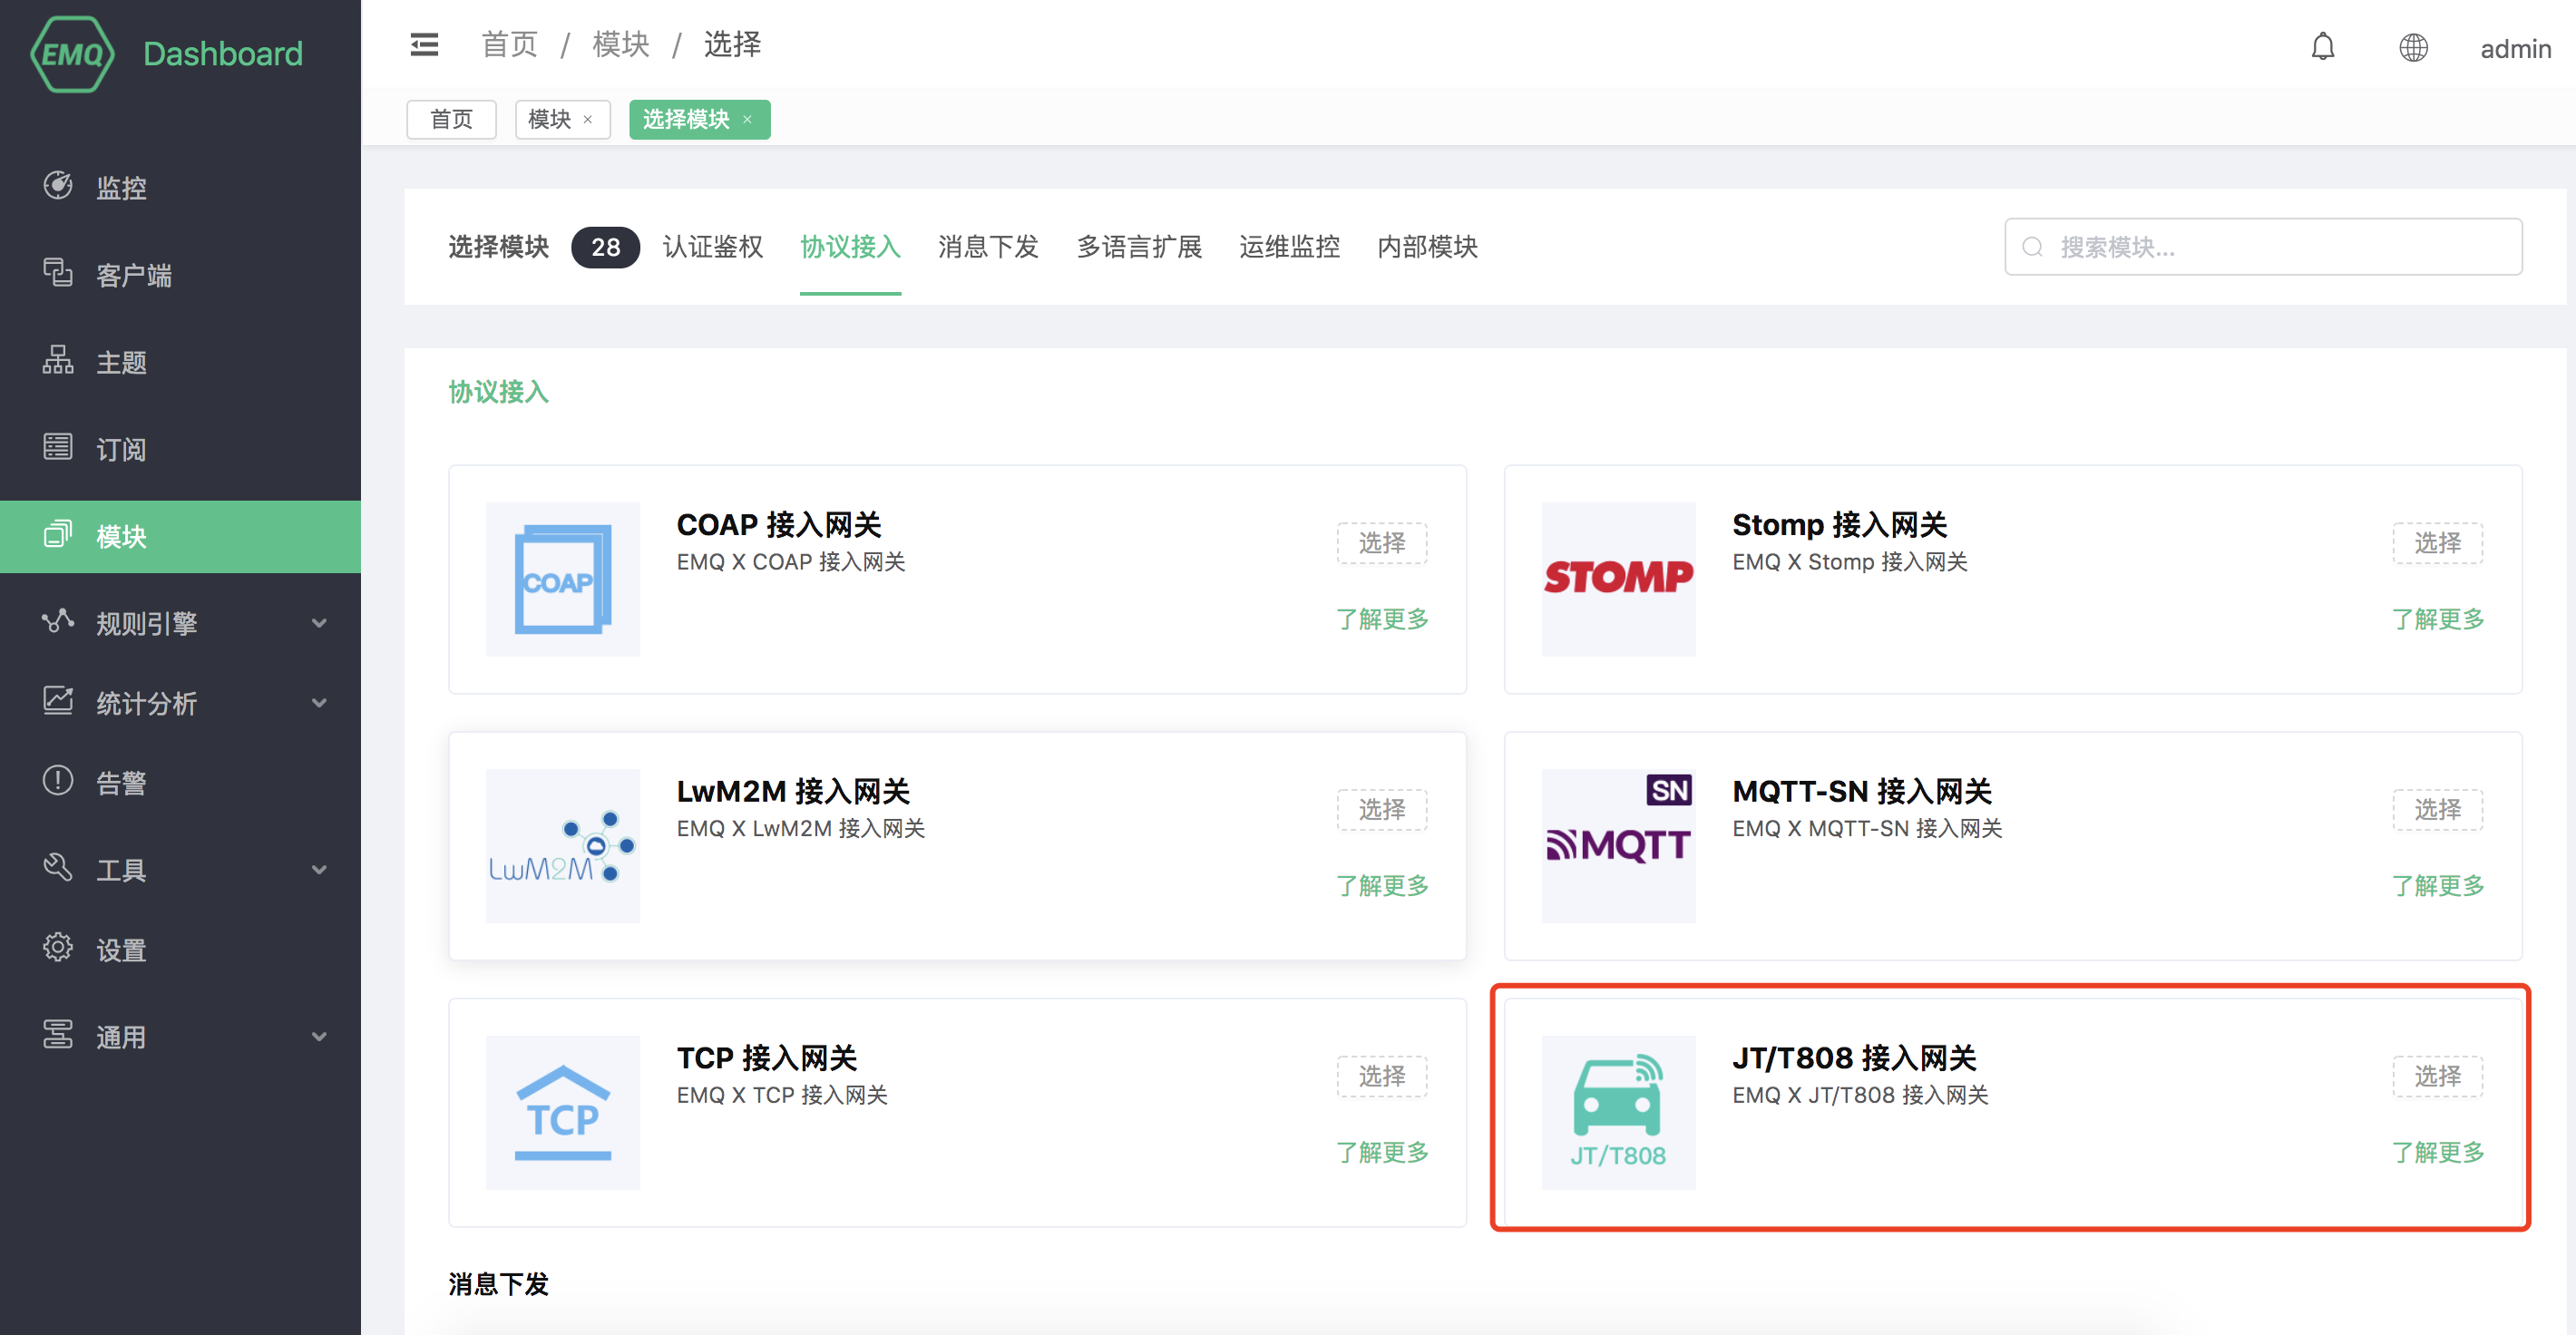 EMQ Dashboard
首页 / 模块 / 选择
admin
首页 模块 × 选择模块 ×
监控
客户端
主题
订阅
模块
规则引擎
统计分析
告警
工具
设置
通用
选择模块 28 认证鉴权 协议接入 消息下发 多语言扩展 运维监控 内部模块
搜索模块...
协议接入
COAP
COAP 接入网关
EMQ X COAP 接入网关
选择
了解更多
STOMP
Stomp 接入网关
EMQ X Stomp 接入网关
选择
了解更多
LwM2M
LwM2M 接入网关
EMQ X LwM2M 接入网关
选择
了解更多
SN
MQTT
MQTT-SN 接入网关
EMQ X MQTT-SN 接入网关
选择
了解更多
TCP
TCP 接入网关
EMQ X TCP 接入网关
选择
了解更多
JT/T808
JT/T808 接入网关
EMQ X JT/T808 接入网关
选择
了解更多
消息下发